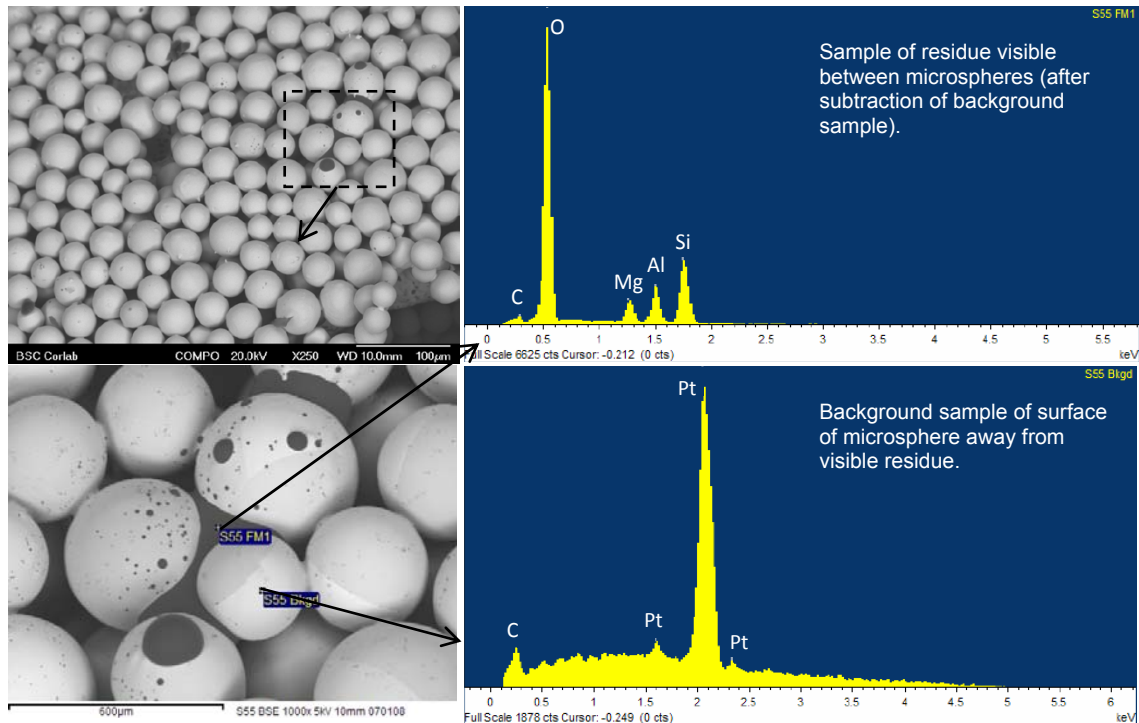 BSC Corlab COMPO 20.0kV X250 WD 10.0mm 100µm
S55 FM1
O
Sample of residue visible
between microspheres (after
subtraction of background
sample).
C
Mg
Al
Si
0 0.5 1 1.5 2 2.5 3 3.5 4 4.5 5 5.5
Full Scale 6625 cts Cursor: -0.212 (0 cts)
keV
S55 FM1
S55 Bkgd
600µm S55 BSE 1000x 5kV 10mm 070108
S55 Bkgd
Pt
Background sample of surface
of microsphere away from
visible residue.
C
Pt
Pt
0 0.5 1 1.5 2 2.5 3 3.5 4 4.5 5 5.5 6
Full Scale 1878 cts Cursor: -0.249 (0 cts)
keV